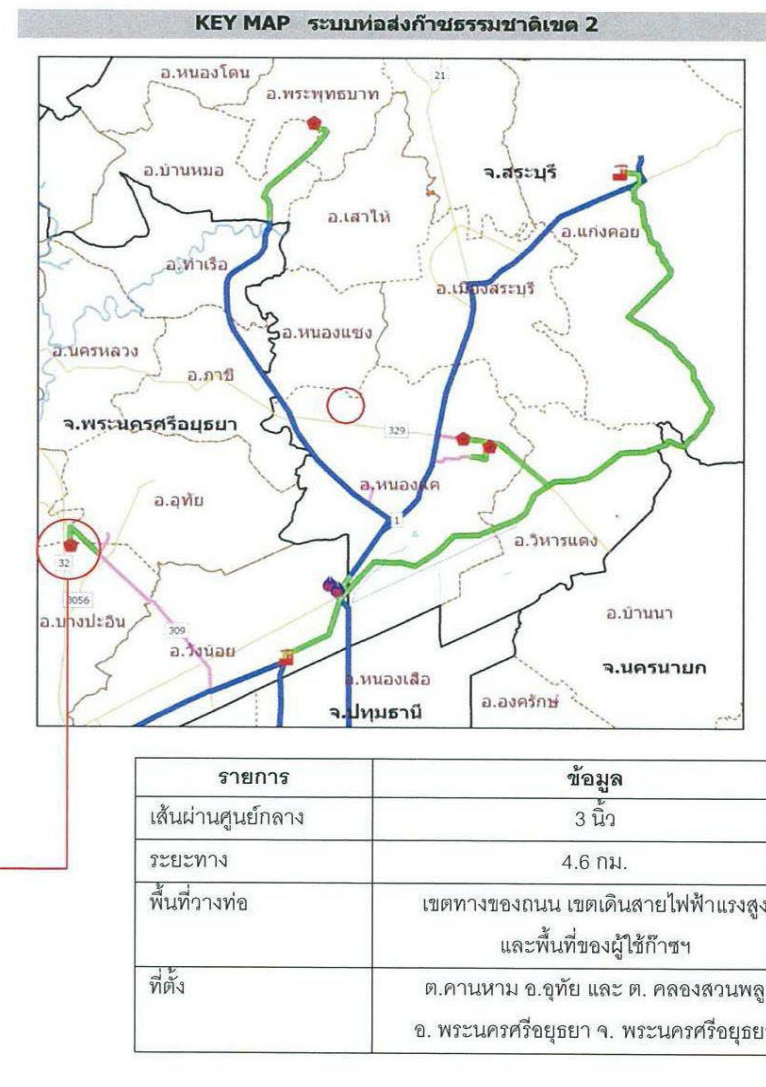 KEY MAP ระบบท่อส่งก๊าซธรรมชาติเขต 2
อ.หนองโดน
อ.พระพุทธบาท
21
อ.บ้านหมอ
จ.สระบุรี
อ.เสาไห้
อ.แก่งคอย
อ.ท่าเรือ
อ.เมืองสระบุรี
อ.หนองแซง
อ.นครหลวง
อ.ภาชี
จ.พระนครศรีอยุธยา
329
อ.หนองแค
อ.อุทัย
1
อ.วิหารแดง
32
3056
อ.บางปะอิน
309
อ.บ้านนา
อ.วังน้อย
จ.นครนายก
อ.หนองเสือ
อ.องครักษ์
จ.ปทุมธานี
รายการ ข้อมูล
เส้นผ่านศูนย์กลาง 3 นิ้ว
ระยะทาง 4.6 กม.
พื้นที่วางท่อ เขตทางของถนน เขตเดินสายไฟฟ้าแรงสูง
และพื้นที่ของผู้ใช้ก๊าซฯ
ที่ตั้ง ต.คานหาม อ.อุทัย และ ต. คลองสวนพลู
อ. พระนครศรีอยุธยา จ. พระนครศรีอยุธย